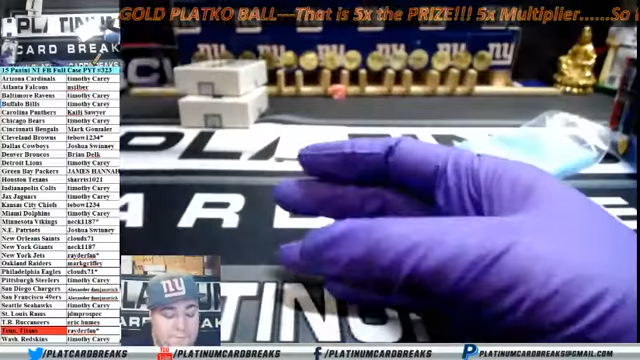 GOLD PLATKO BALL---That is 5x the PRIZE!!! 5x Multiplier......So
CARD BREAK
15 Panini NT FB Full Case PYT #323
Arizona Cardinals timothy Carey
Atlanta Falcons msilber
Baltimore Ravens timothy Carey
Buffalo Bills timothy Carey
Carolina Panthers Kaili Sawyer
Chicago Bears timothy Carey
Cincinnati Bengals Mark Gonzaler
Cleveland Browns tebow1234*
Dallas Cowboys Joshua Swinney
Denver Broncos Brian Delk
Detroit Lions timothy Carey
Green Bay Packers JAMES HANNAH
Houston Texans sharris1021
Indianapolis Colts timothy Carey
Jax Jaguars timothy Carey
Kansas City Chiefs tebow1234
Miami Dolphins timothy Carey
Minnesota Vikings neck1187*
N.E. Patriots Joshua Swinney
New Orleans Saints clouds71
New York Giants neck1187
New York Jets rayderfan*
Oakland Raiders markgriffey
Philadelphia Eagles clouds71*
Pittsburgh Steelers timothy Carey
San Diego Chargers
San Francisco 49ers
Seattle Seahawks timothy Carey
St. Louis Rams jdmprospec
T.B. Buccaneers eric humes
Tenn. Titans rayderfan*
Wash. Redskins timothy Carey
ny
/PLATCARDBREAKS
/PLATINUMCARDBREAKS
/PLATINUMCARDBREAKS
PLATINUMCARDBREAKS@GMAIL.COM